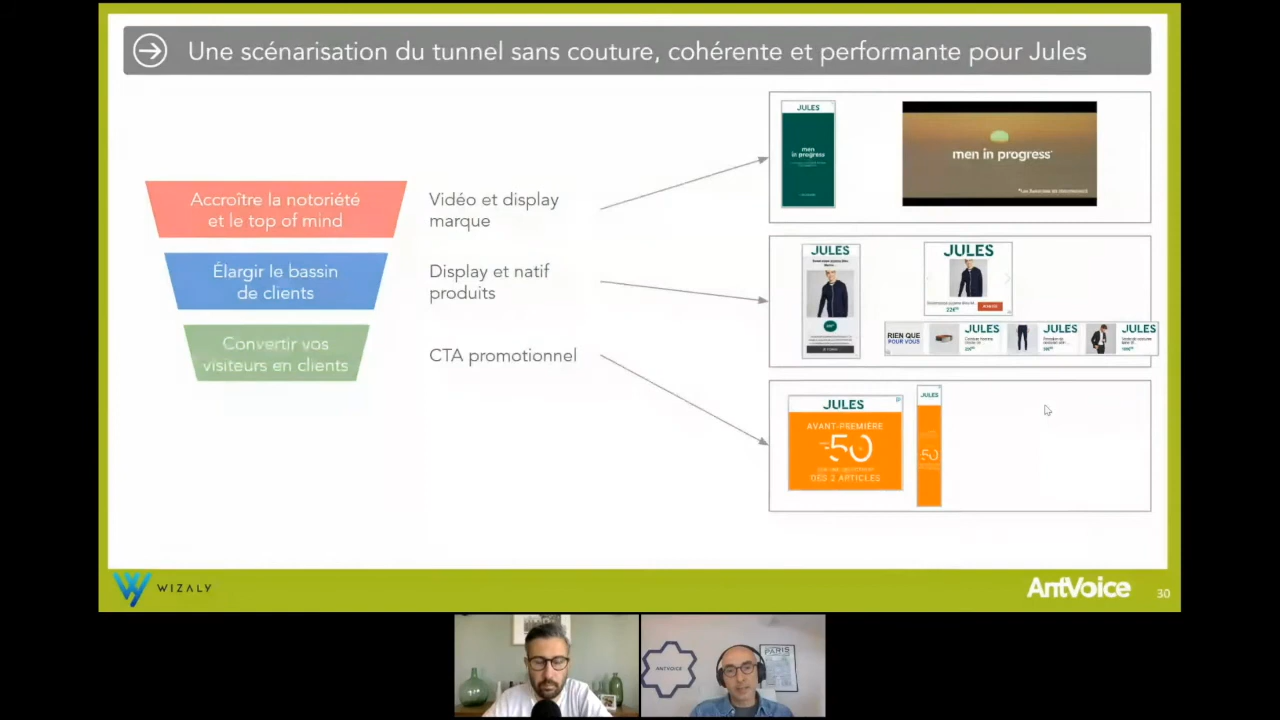 Une scénarisation du tunnel sans couture, cohérente et performante pour Jules
Accroître la notoriété
et le top of mind
Vidéo et display
marque
Élargir le bassin
de clients
Display et natif
produits
Convertir vos
visiteurs en clients
CTA promotionnel
JULES
men
in progress
men in progress
JULES
JULES
RIEN QUE
POUR VOUS
JULES
JULES
JULES
JULES
AVANT-PREMIÈRE
-50
DÈS 2 ARTICLES
JULES
-50
WIZALY
AntVoice
30
ANTVOICE
PARIS